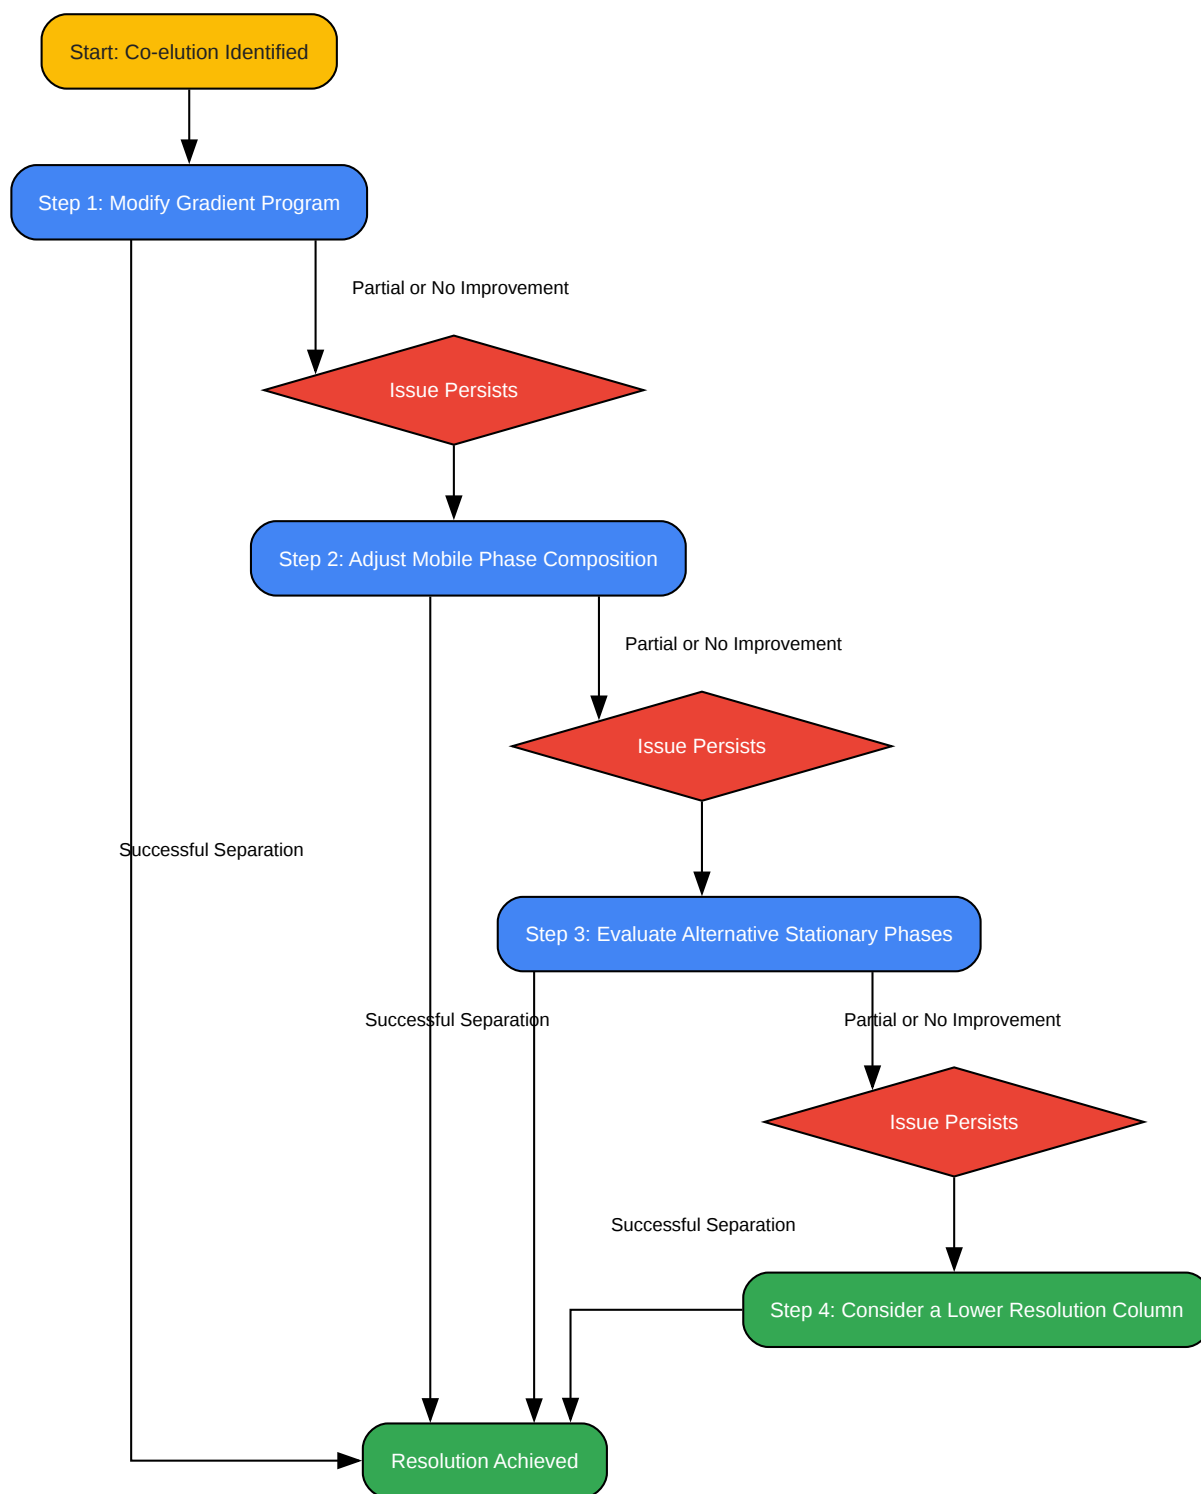 Start: Co-elution Identified
Step 1: Modify Gradient Program
Partial or No Improvement
Issue Persists
Step 2: Adjust Mobile Phase Composition
Partial or No Improvement
Issue Persists
Successful Separation
Step 3: Evaluate Alternative Stationary Phases
Successful Separation
Partial or No Improvement
Issue Persists
Successful Separation
Step 4: Consider a Lower Resolution Column
Resolution Achieved